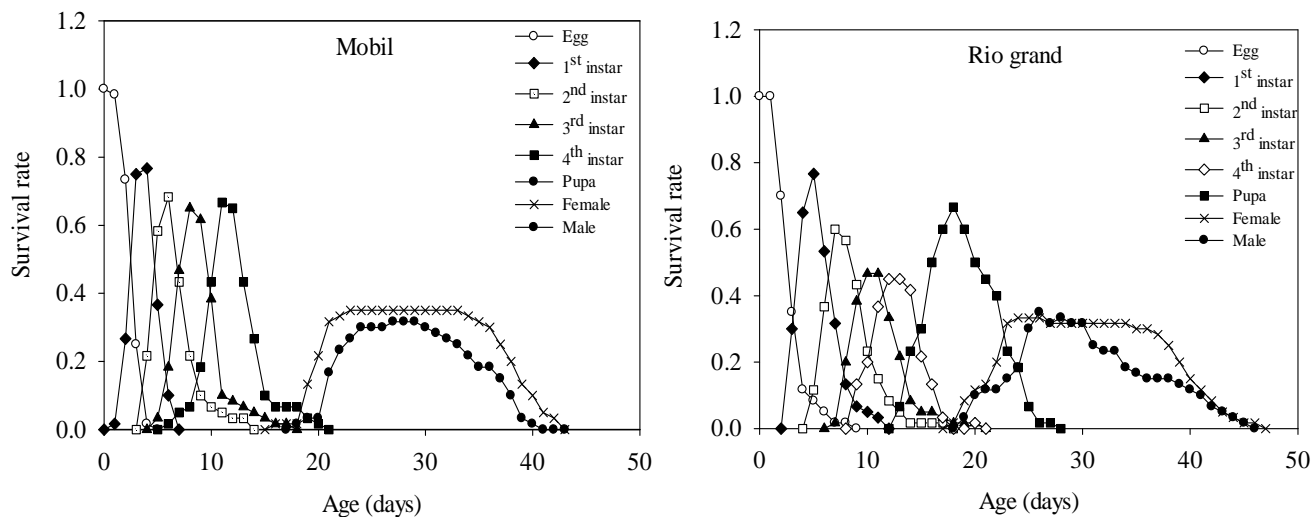 Mobil
Survival rate
1.2
1.0
0.8
0.6
0.4
0.2
0.0
0
10
20
30
40
50
Age (days)
Egg
1st instar
2nd instar
3rd instar
4th instar
Pupa
Female
Male
Rio grand
Survival rate
1.2
1.0
0.8
0.6
0.4
0.2
0.0
0
10
20
30
40
50
Age (days)
Egg
1st instar
2nd instar
3rd instar
4th instar
Pupa
Female
Male